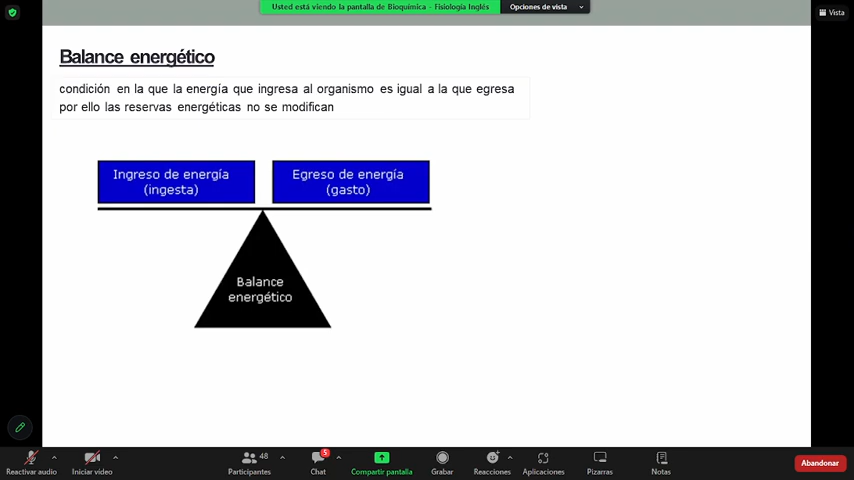 Usted está viendo la pantalla de Bioquímica - Fisiología Inglés
Opciones de vista
Vista
Balance energético
condición en la que la energía que ingresa al organismo es igual a la que egresa
por ello las reservas energéticas no se modifican
Ingreso de energía
(ingesta)
Egreso de energía
(gasto)
Balance
energético
Reactivar audio
Iniciar video
48
Participantes
5
Chat
Compartir pantalla
Grabar
Reacciones
Aplicaciones
Pizarras
Notas
Abandonar